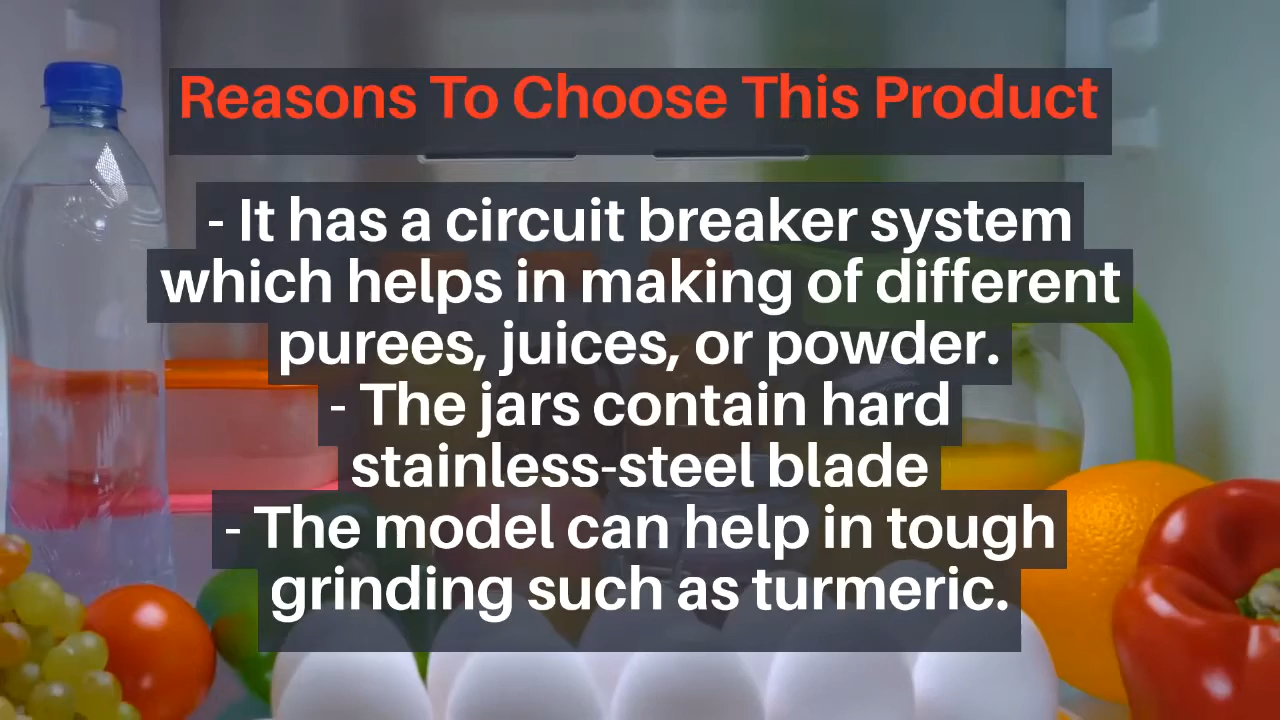 Reasons To Choose This Product
- It has a circuit breaker system
which helps in making of different
purees, juices, or powder.
- The jars contain hard
stainless-steel blade
- The model can help in tough
grinding such as turmeric.